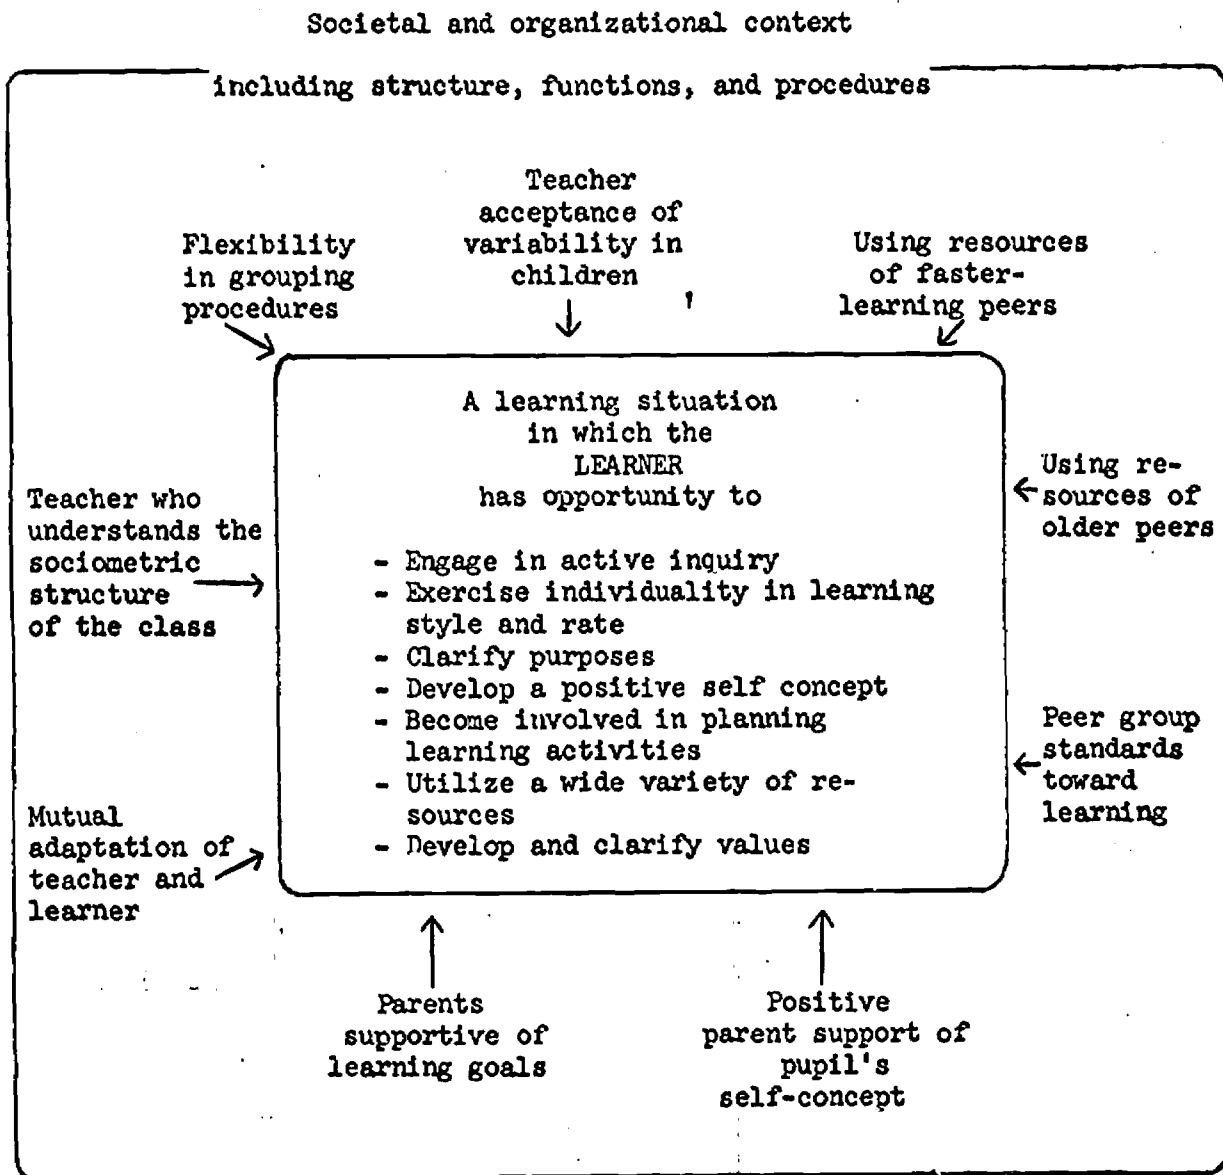 Societal and organizational context
including structure, functions, and procedures
Teacher
acceptance of
variability in
children
Flexibility
in grouping
procedures
Using resources
of faster-
learning peers
A learning situation
in which the
LEARNER
has opportunity to
- Engage in active inquiry
- Exercise individuality in learning
style and rate
- Clarify purposes
- Develop a positive self concept
- Become involved in planning
learning activities
- Utilize a wide variety of re-
sources
- Develop and clarify values
Teacher who
understands the
sociometric
structure
of the class
Mutual
adaptation of
teacher and
learner
Using re-
sources of
older peers
Peer group
standards
toward
learning
Parents
supportive of
learning goals
Positive
parent support of
pupil's
self-concept